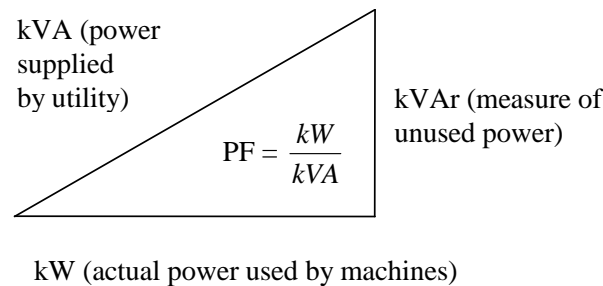 kVA (power
supplied
by utility)
kVAr (measure of
unused power)
PF = kW / kVA
kW (actual power used by machines)